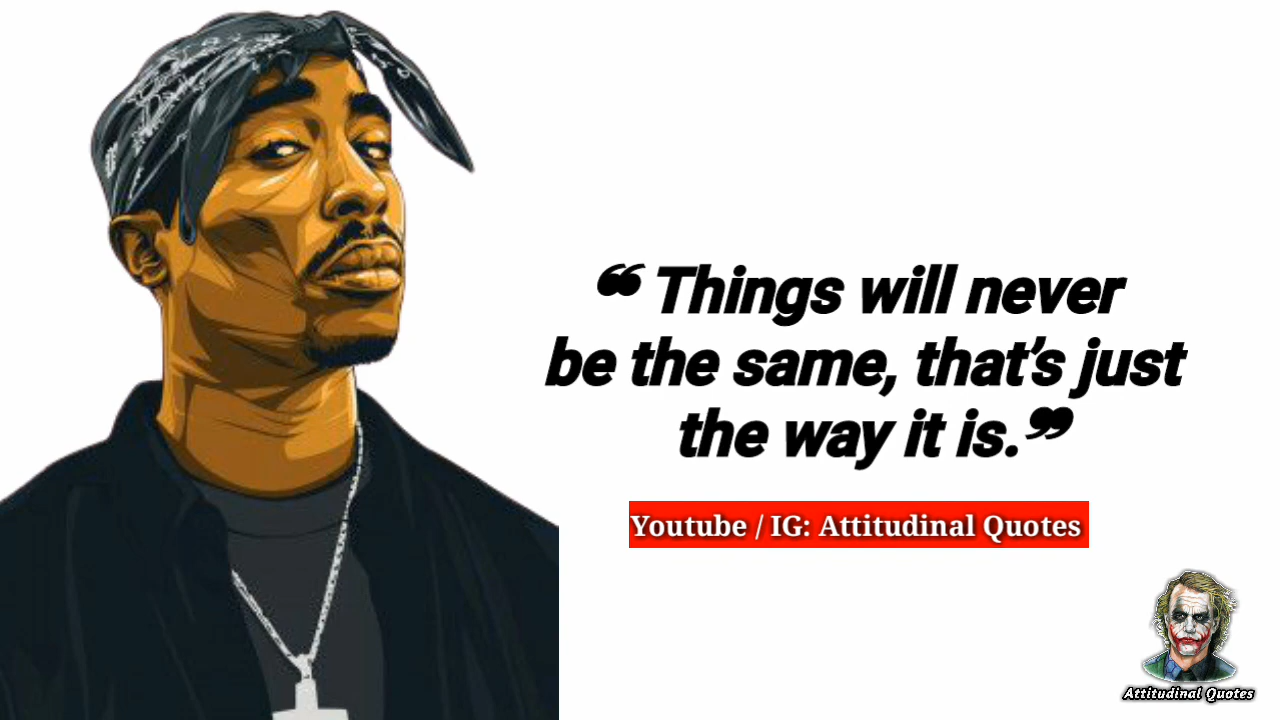 ❝ Things will never
be the same, that’s just
the way it is.❞
Youtube / IG: Attitudinal Quotes
Attitudinal Quotes